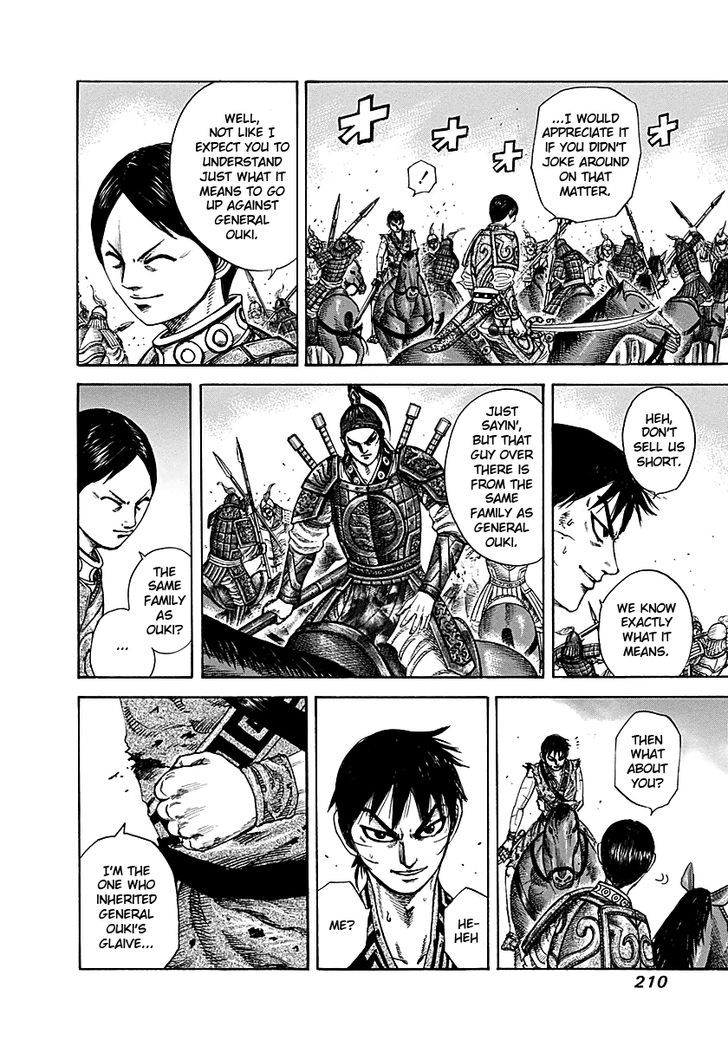 ...I WOULD
APPRECIATE IT
IF YOU DIDN'T
JOKE AROUND
ON THAT
MATTER.
!
WELL,
NOT LIKE I
EXPECT YOU TO
UNDERSTAND
JUST WHAT IT
MEANS TO GO
UP AGAINST
GENERAL
OUKI.
HEH,
DON'T
SELL US
SHORT.
WE KNOW
EXACTLY
WHAT IT
MEANS.
JUST
SAYIN',
BUT THAT
GUY OVER
THERE IS
FROM THE
SAME
FAMILY AS
GENERAL
OUKI.
THE
SAME
FAMILY
AS
OUKI?
...
THEN
WHAT
ABOUT
YOU?
HE-
HEH
ME?
I'M THE
ONE WHO
INHERITED
GENERAL
OUKI'S
GLAIVE...
210